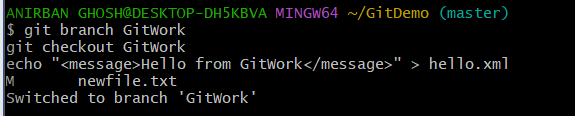 ANIRBAN GHOSH@DESKTOP-DH5KBVA MINGW64 ~/GitDemo (master)
$ git branch GitWork
git checkout GitWork
echo "<message>Hello from GitWork</message>" > hello.xml
M       newfile.txt
Switched to branch 'GitWork'